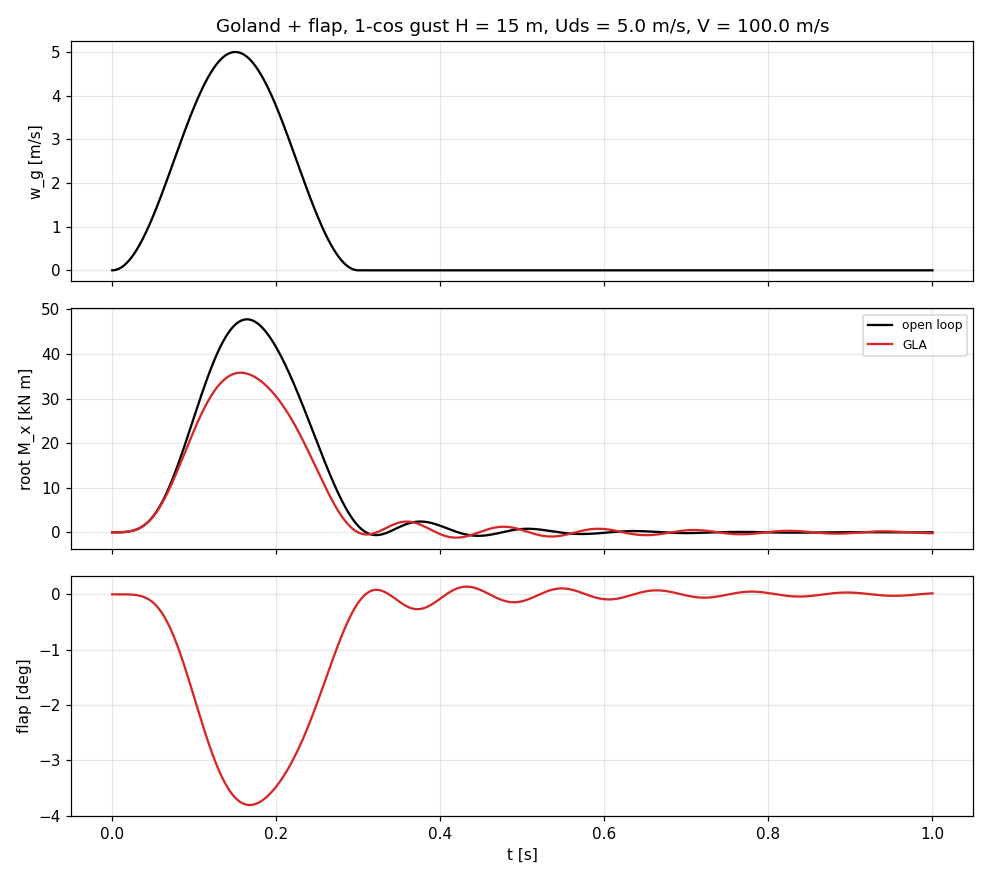 Goland + flap, 1-cos gust H = 15 m, Uds = 5.0 m/s, V = 100.0 m/s
5
4
3
2
1
0
w_g [m/s]
50
40
30
20
10
0
root M_x [kN m]
open loop
GLA
0
−1
−2
−3
−4
flap [deg]
0.0 0.2 0.4 0.6 0.8 1.0
t [s]